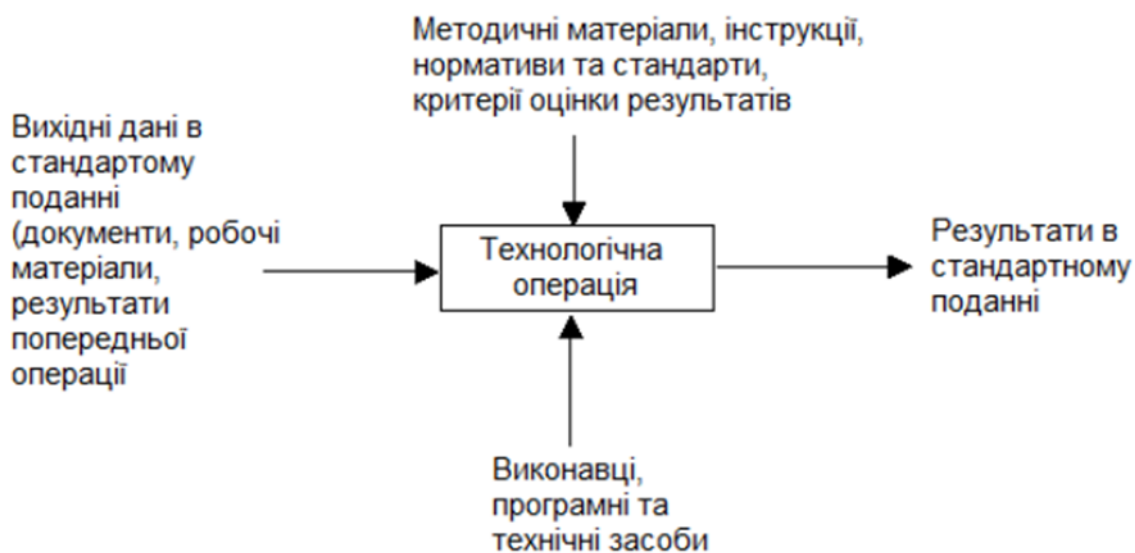 Методичні матеріали, інструкції,
нормативи та стандарти,
критерії оцінки результатів
Вихідні дані в
стандартому
поданні
(документи, робочі
матеріали,
результати
попередньої
операції
Технологічна
операція
Результати в
стандартному
поданні
Виконавці,
програмні та
технічні засоби